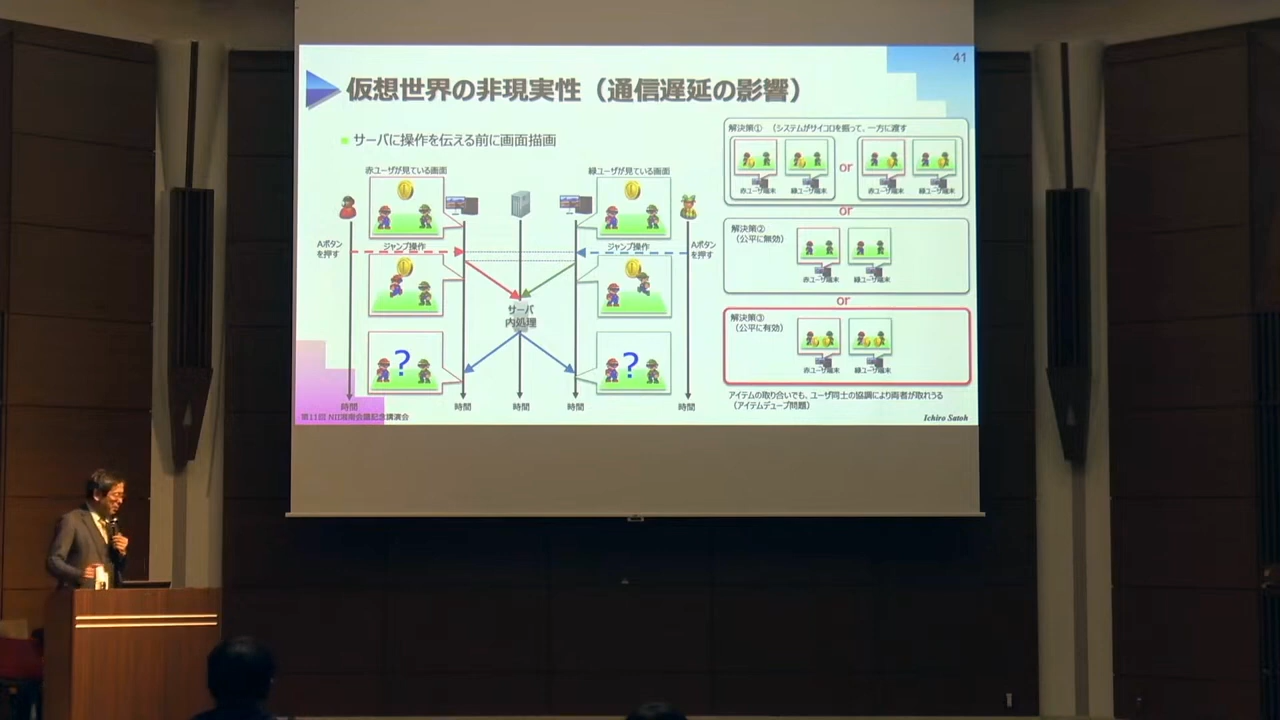 41
仮想世界の非現実性（通信遅延の影響）
サーバに操作を伝える前に画面描画
赤ユーザが見ている画面
緑ユーザが見ている画面
Aボタン
を押す
ジャンプ操作
ジャンプ操作
Aボタン
を押す
サーバ
内処理
?
?
時間
時間
時間
時間
時間
解決策① （システムがサイコロを振って、一方に渡す
赤ユーザ端末
緑ユーザ端末
or
赤ユーザ端末
緑ユーザ端末
or
解決策②
（公平に無効）
赤ユーザ端末
緑ユーザ端末
or
解決策③
（公平に有効）
赤ユーザ端末
緑ユーザ端末
アイテムの取り合いでも、ユーザ同士の協調により両者が取れうる
（アイテムデュープ問題）
第11回 NII湘南会議記念講演会
Ichiro Satoh